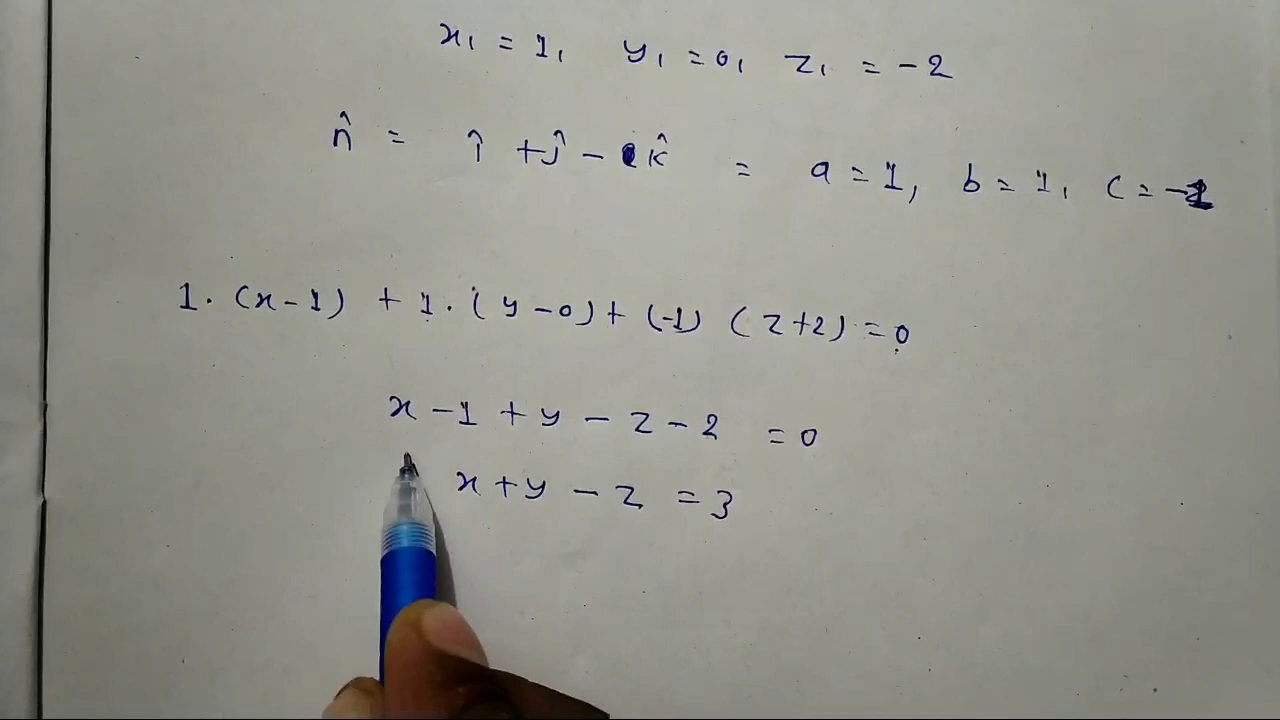 x₁ = 1, y₁ = 0, z₁ = -2
n̂ = î + ĵ - k̂ = a = 1, b = 1, c = -1
1. (x - 1) + 1. (y - 0) + (-1) (z + 2) = 0
x - 1 + y - z - 2 = 0
x + y - z = 3